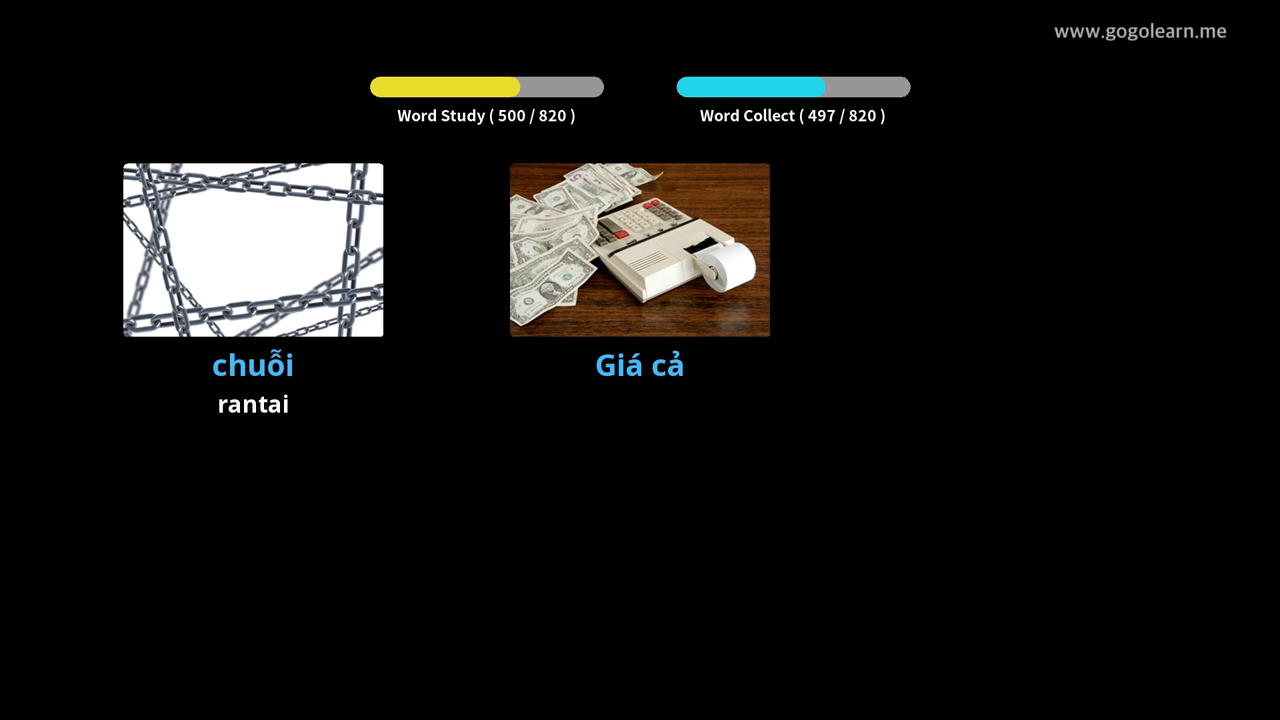 www.gogolearn.me
Word Study ( 500 / 820 )
Word Collect ( 497 / 820 )
chuỗi
rantai
Giá cả